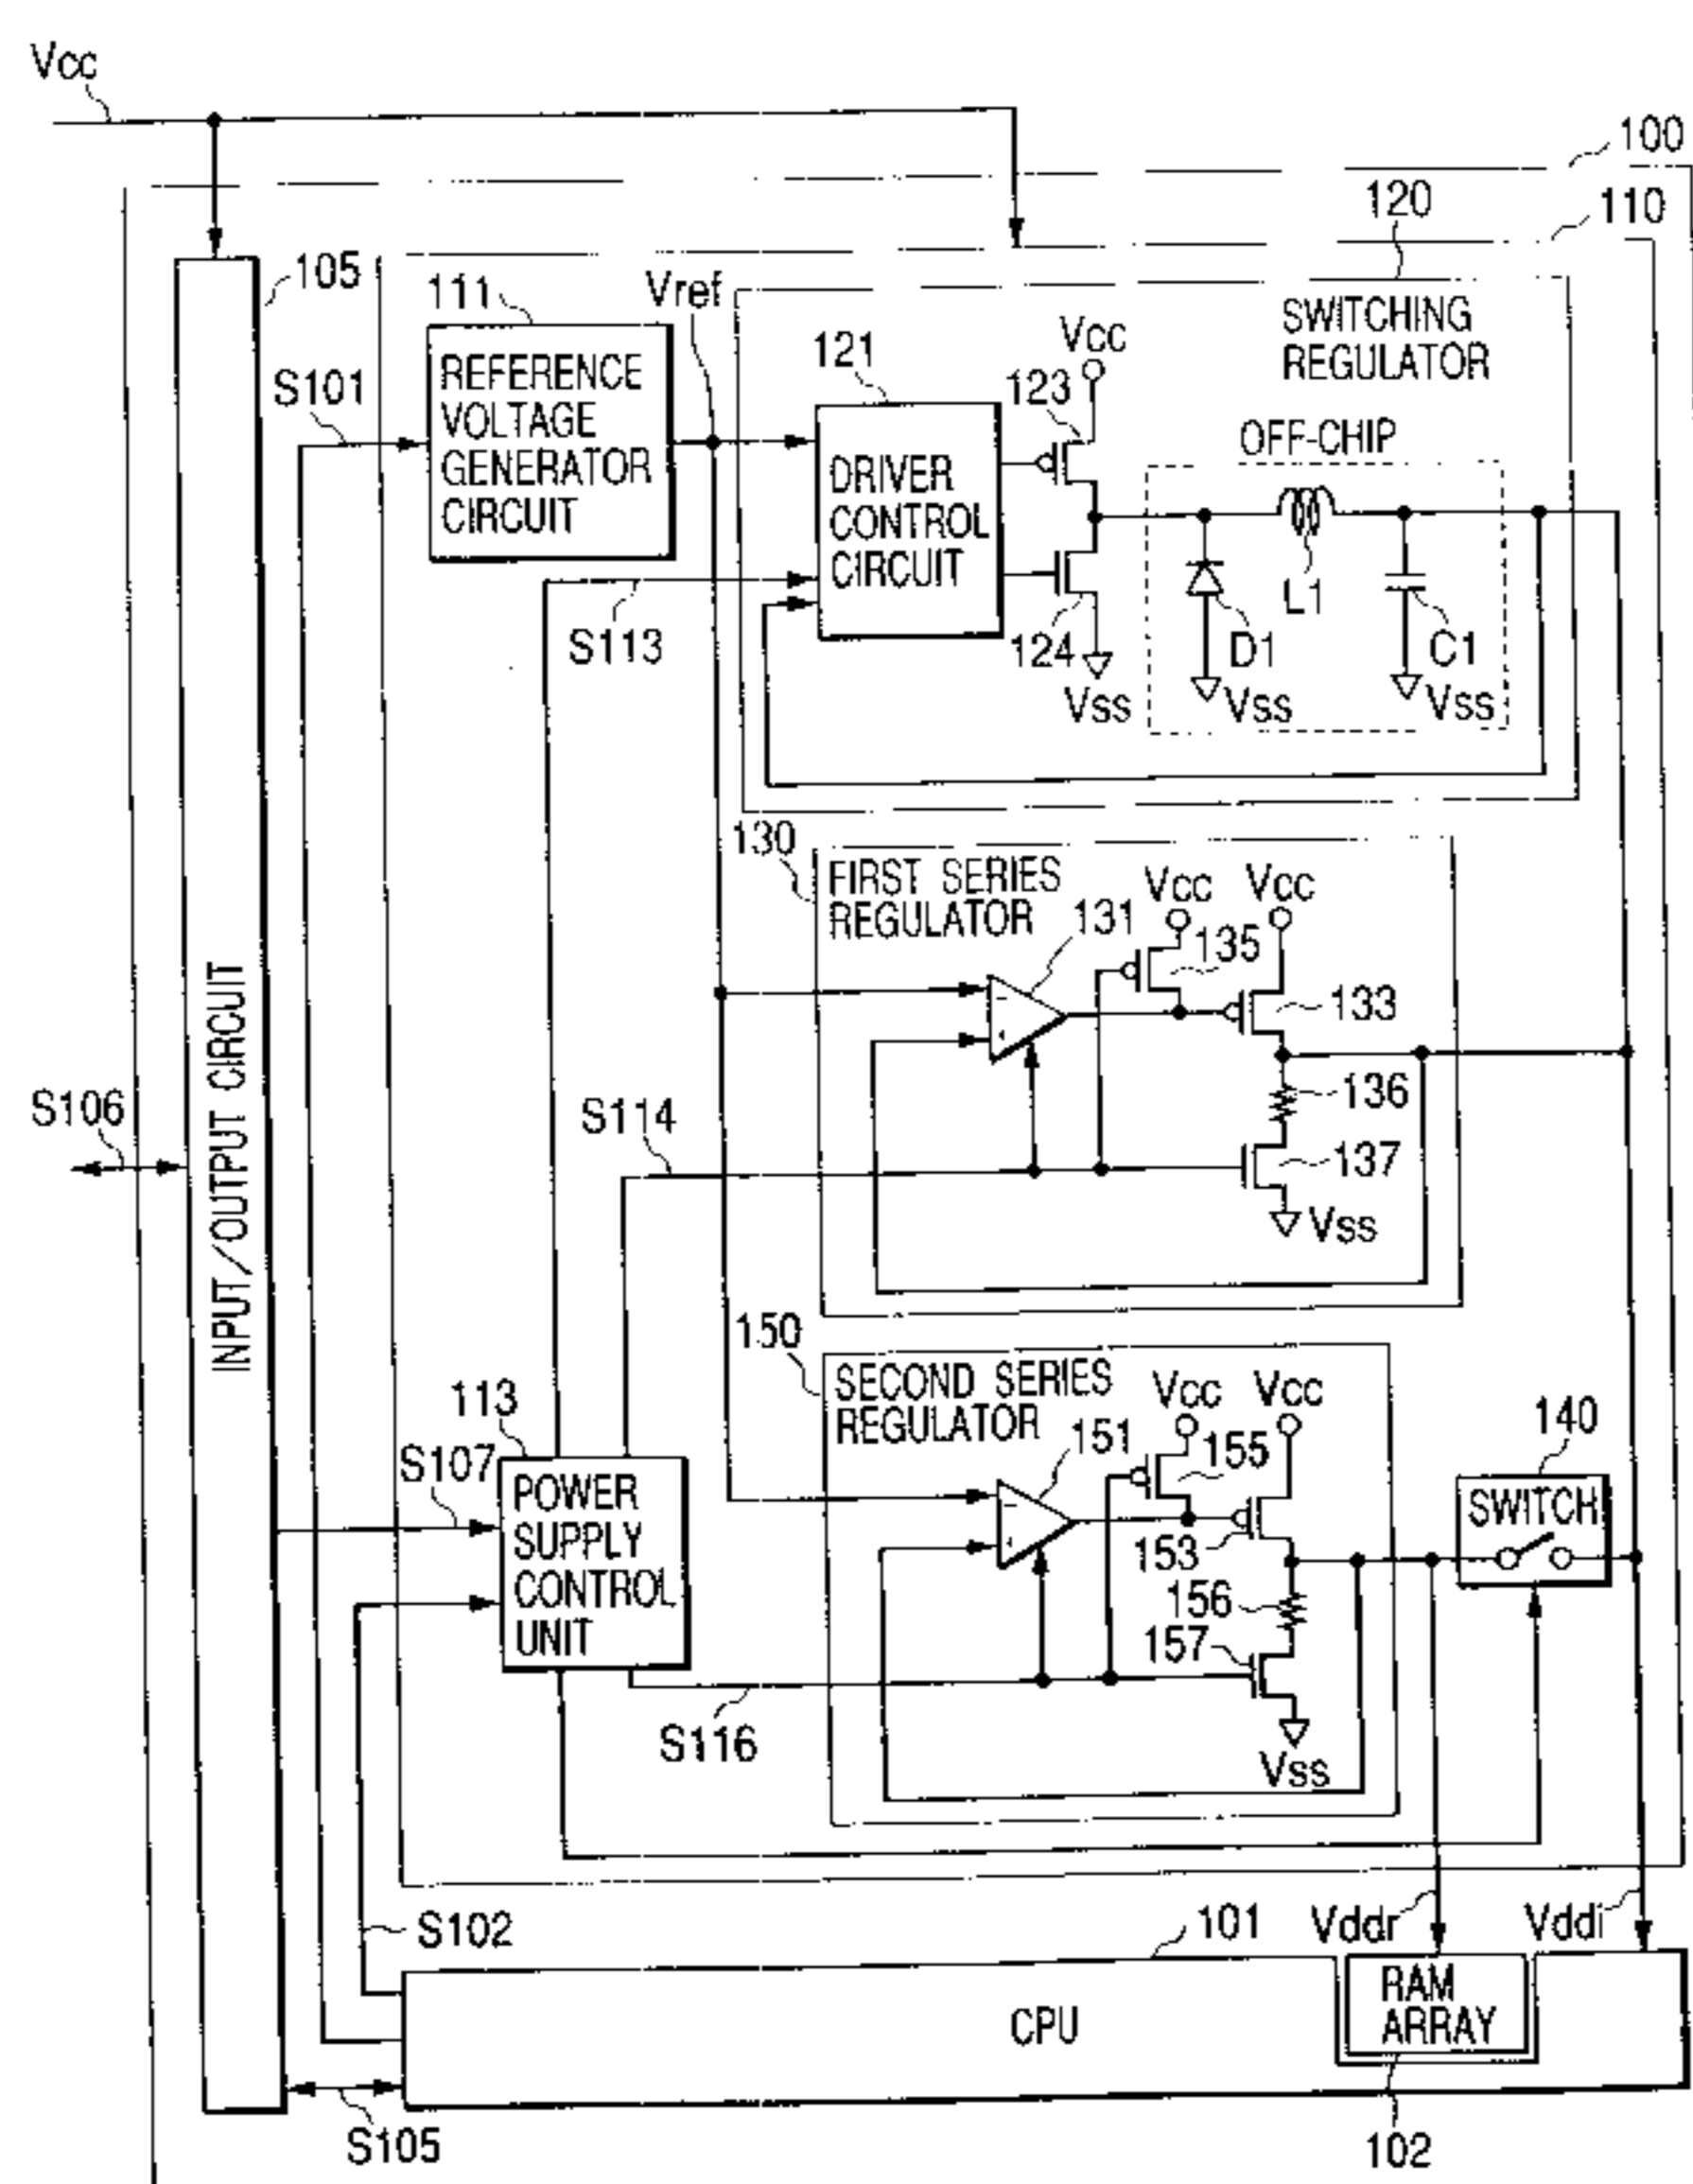 Vcc
100
120
110
105
111
Vref
SWITCHING
REGULATOR
S101
REFERENCE
VOLTAGE
GENERATOR
CIRCUIT
121
Vcc
123
OFF-CHIP
DRIVER
CONTROL
CIRCUIT
L1
S113
124
D1
C1
Vss
Vss
Vss
130
FIRST SERIES
REGULATOR
131
Vcc
Vcc
135
133
136
S106
S114
137
Vss
INPUT/OUTPUT CIRCUIT
150
SECOND SERIES
REGULATOR
Vcc
Vcc
113
151
155
140
S107
POWER
SUPPLY
CONTROL
UNIT
SWITCH
153
156
157
S116
Vss
S102
101
Vddr
Vddi
CPU
RAM
ARRAY
S105
102
-
+
-
+